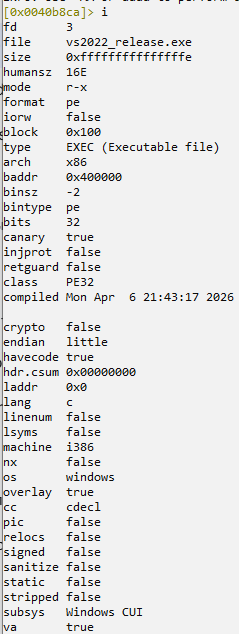 [0x0040b8ca]> i
fd 3
file vs2022_release.exe
size 0xfffffffffffffffe
humansz 16E
mode r-x
format pe
iorw false
block 0x100
type EXEC (Executable file)
arch x86
baddr 0x400000
binsz -2
bintype pe
bits 32
canary true
injprot false
retguard false
class PE32
compiled Mon Apr 6 21:43:17 2026
crypto false
endian little
havecode true
hdr.csum 0x00000000
laddr 0x0
lang c
linenum false
lsyms false
machine i386
nx false
os windows
overlay true
cc cdecl
pic false
relocs false
signed false
sanitize false
static false
stripped false
subsys Windows CUI
va true